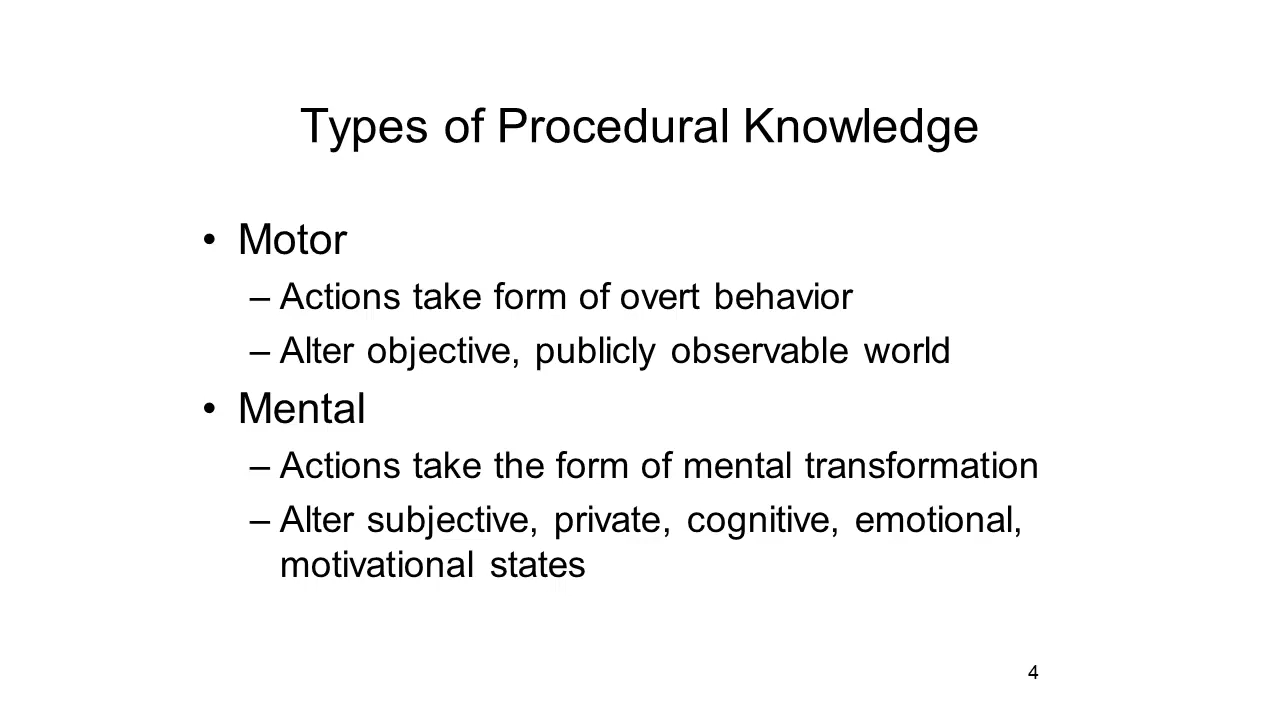 Types of Procedural Knowledge
• Motor
– Actions take form of overt behavior
– Alter objective, publicly observable world
• Mental
– Actions take the form of mental transformation
– Alter subjective, private, cognitive, emotional,
motivational states
4